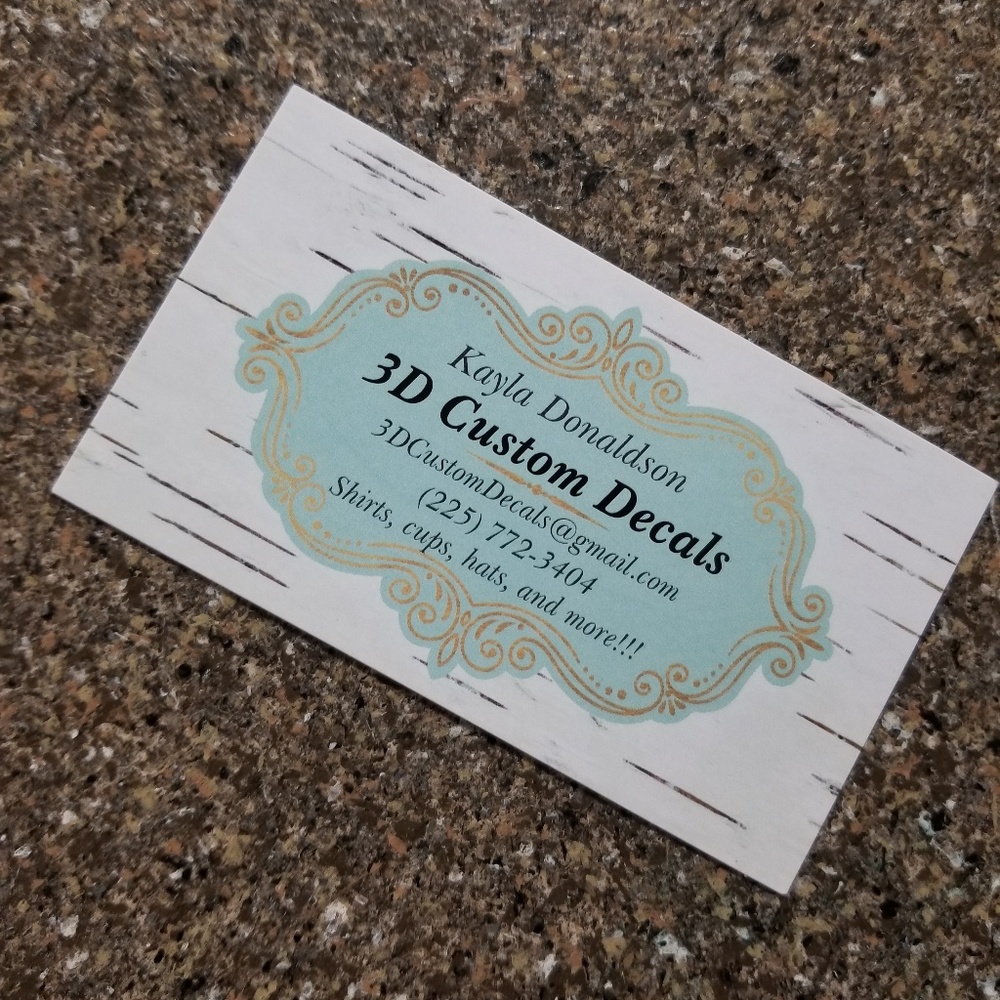 Kayla Donaldson
3D Custom Decals
3DCustomDecals@gmail.com
(225) 772-3404
Shirts, cups, hats, and more!!!